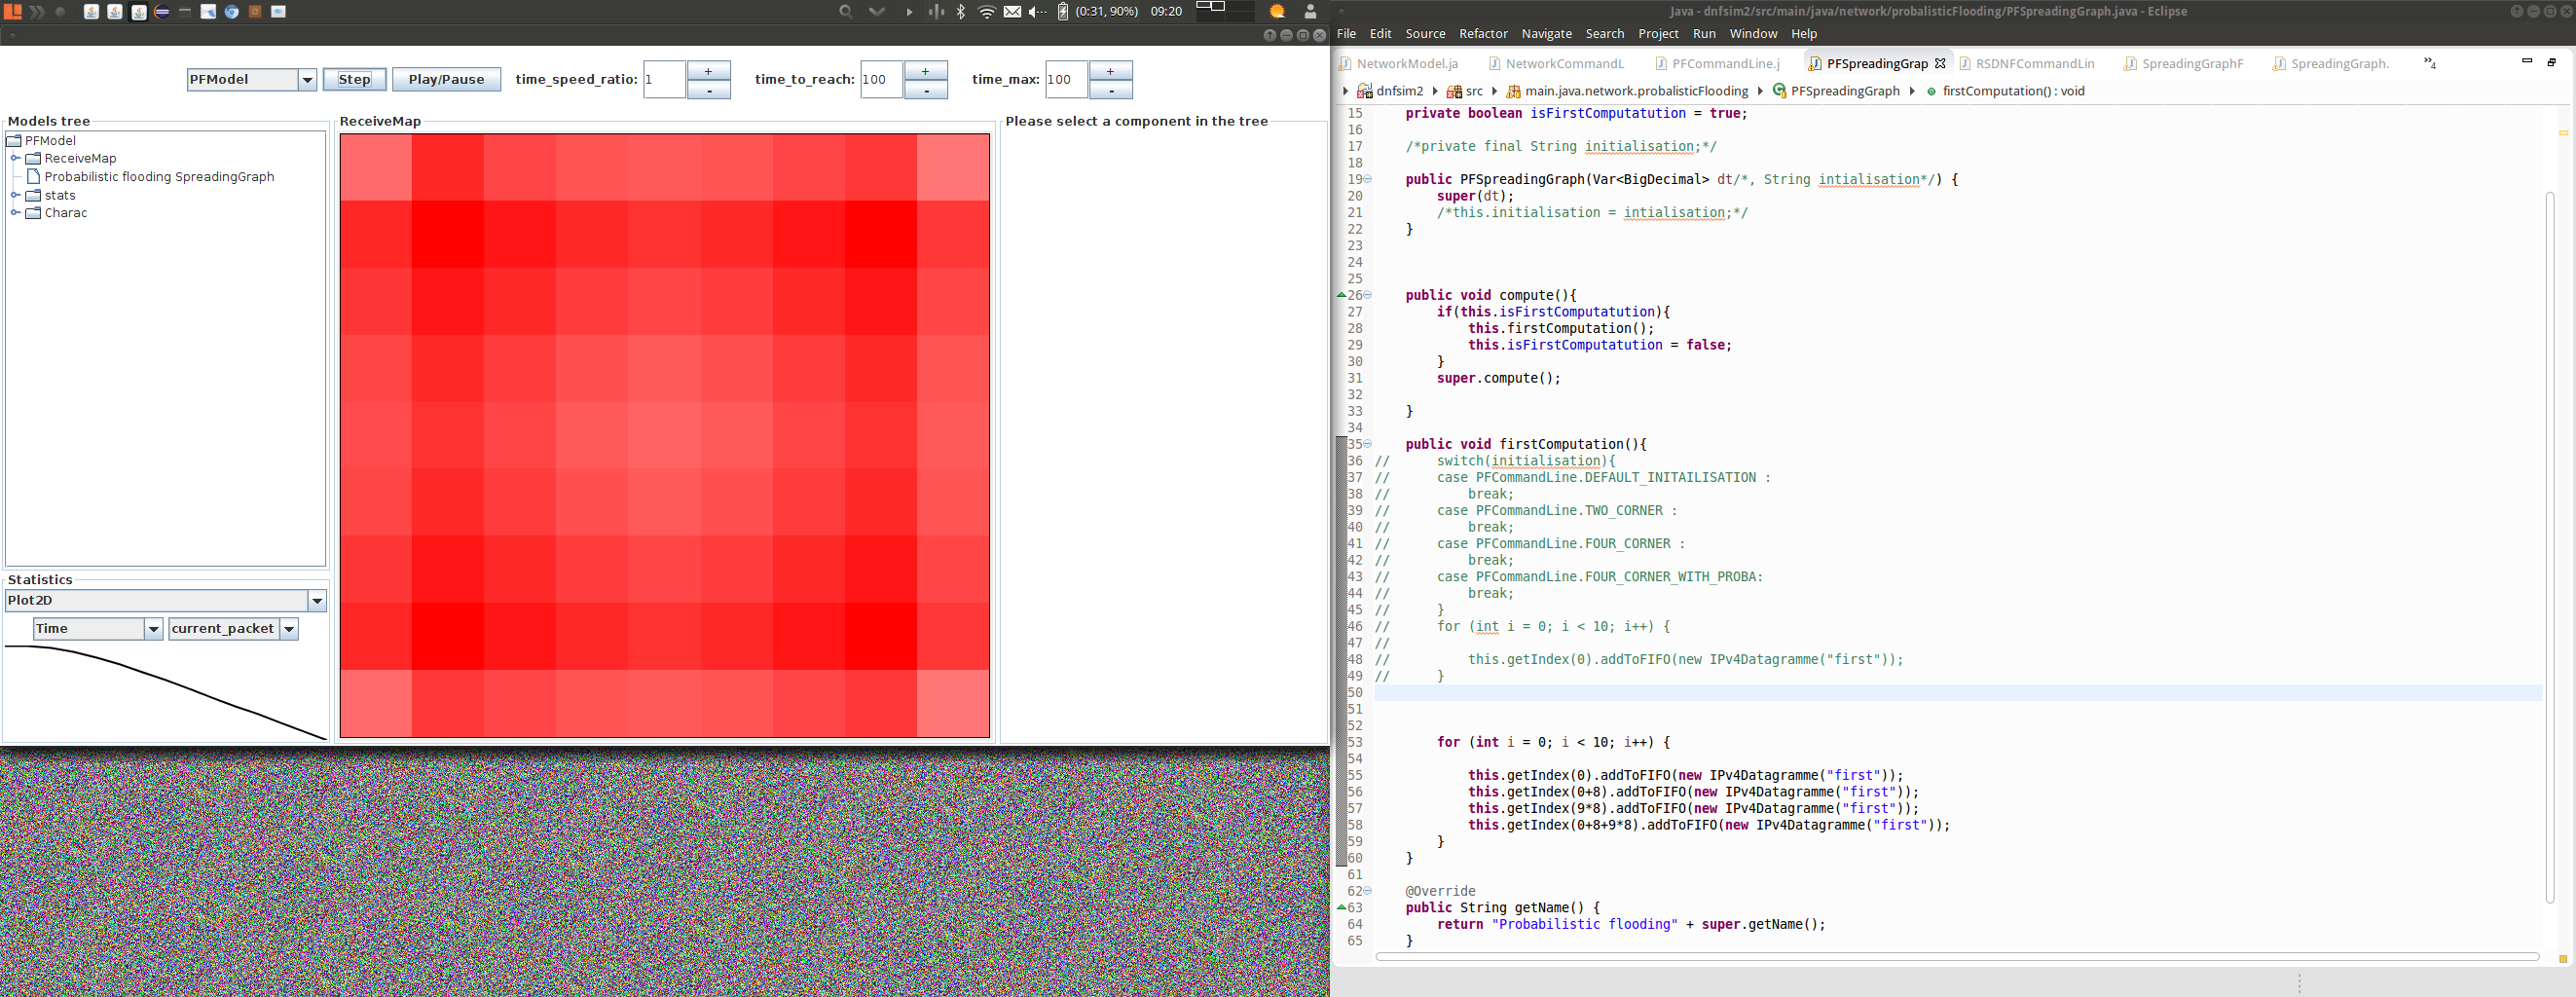 (0:31, 90%) 09:20
PFModel Step Play/Pause time_speed_ratio: 1 + - time_to_reach: 100 + - time_max: 100 + -
Models tree
PFModel
ReceiveMap
Probabilistic flooding SpreadingGraph
stats
Charac
Statistics
Plot2D
Time current_packet
ReceiveMap
Please select a component in the tree
Java - dnfsim2/src/main/java/network/probalisticFlooding/PFSpreadingGraph.java - Eclipse
File Edit Source Refactor Navigate Search Project Run Window Help
NetworkModel.ja NetworkCommandL PFCommandLine.j PFSpreadingGrap RSDNFCommandLin SpreadingGraphF SpreadingGraph. »4
dnfsim2 src main.java.network.probalisticFlooding PFSpreadingGraph firstComputation() : void
15 private boolean isFirstComputatution = true;
16
17 /*private final String initialisation;*/
18
19 public PFSpreadingGraph(Var<BigDecimal> dt/*, String intialisation*/) {
20 super(dt);
21 /*this.initialisation = intialisation;*/
22 }
23
24
25
26 public void compute(){
27 if(this.isFirstComputatution){
28 this.firstComputation();
29 this.isFirstComputatution = false;
30 }
31 super.compute();
32
33 }
34
35 public void firstComputation(){
36 // switch(initialisation){
37 // case PFCommandLine.DEFAULT_INITAILISATION :
38 // break;
39 // case PFCommandLine.TWO_CORNER :
40 // break;
41 // case PFCommandLine.FOUR_CORNER :
42 // break;
43 // case PFCommandLine.FOUR_CORNER_WITH_PROBA:
44 // break;
45 // }
46 // for (int i = 0; i < 10; i++) {
47 //
48 // this.getIndex(0).addToFIFO(new IPv4Datagramme("first"));
49 // }
50
51
52
53 for (int i = 0; i < 10; i++) {
54
55 this.getIndex(0).addToFIFO(new IPv4Datagramme("first"));
56 this.getIndex(0+8).addToFIFO(new IPv4Datagramme("first"));
57 this.getIndex(9*8).addToFIFO(new IPv4Datagramme("first"));
58 this.getIndex(0+8+9*8).addToFIFO(new IPv4Datagramme("first"));
59 }
60 }
61
62 @Override
63 public String getName() {
64 return "Probabilistic flooding" + super.getName();
65 }